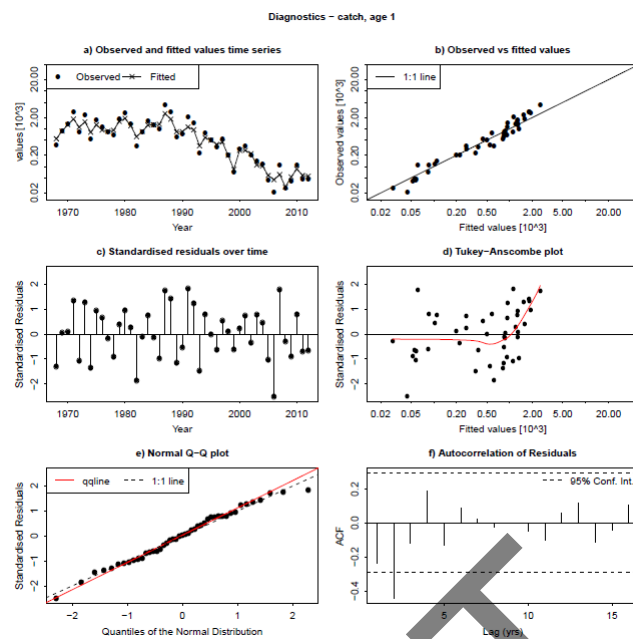 Diagnostics − catch, age 1
a) Observed and fitted values time series
Observed Fitted
values [10^3]
20.00
2.00
0.20
0.02
1970 1980 1990 2000 2010
Year
b) Observed vs fitted values
1:1 line
Observed values [10^3]
20.00
2.00
0.20
0.02
0.02 0.05 0.20 0.50 2.00 5.00 20.00
Fitted values [10^3]
c) Standardised residuals over time
Standardised Residuals
2
1
0
−1
−2
1970 1980 1990 2000 2010
Year
d) Tukey−Anscombe plot
Standardised Residuals
2
1
0
−1
−2
0.02 0.05 0.20 0.50 2.00 5.00 20.00
Fitted values [10^3]
e) Normal Q−Q plot
qqline 1:1 line
Standardised Residuals
2
1
0
−1
−2
−2 −1 0 1 2
Quantiles of the Normal Distribution
f) Autocorrelation of Residuals
95% Conf. Int.
ACF
0.2
0.0
−0.2
−0.4
5 10 15
Lag (yrs)